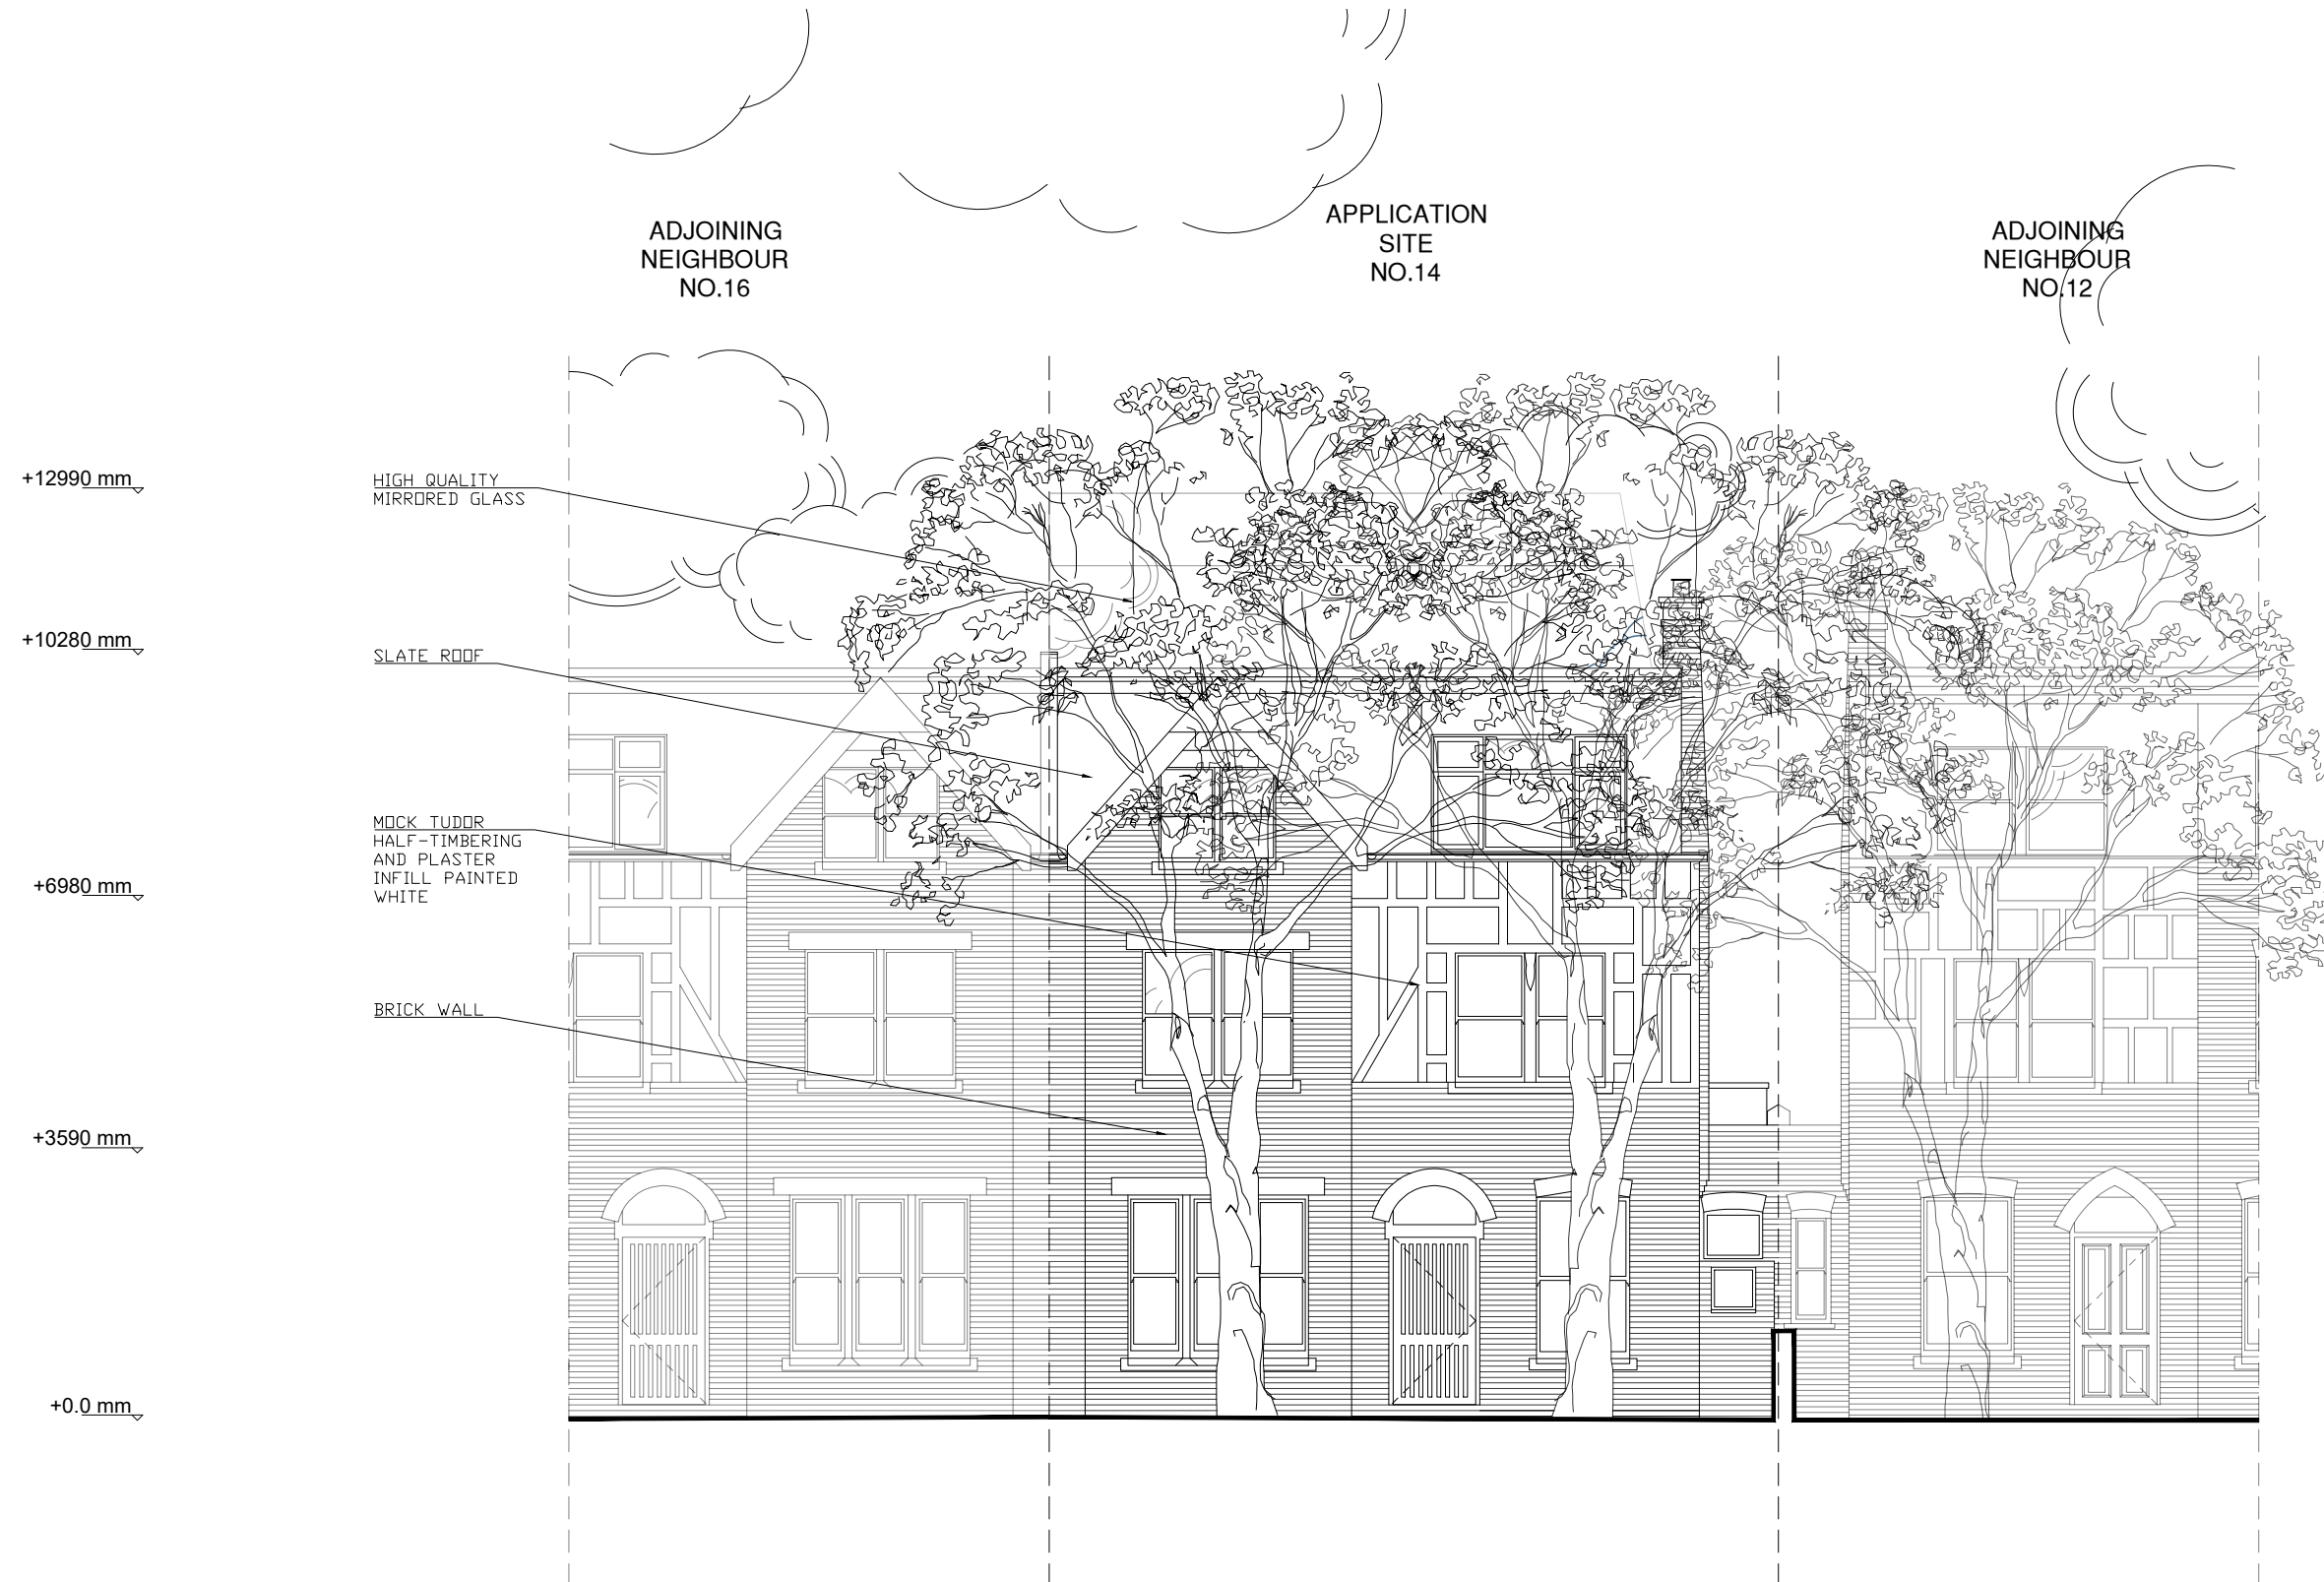 ADJOINING
NEIGHBOUR
NO.16
APPLICATION
SITE
NO.14
ADJOINING
NEIGHBOUR
NO.12
+12990 mm
HIGH QUALITY
MIRRORED GLASS
+10280 mm
SLATE ROOF
MOCK TUDOR
HALF-TIMBERING
AND PLASTER
INFILL PAINTED
WHITE
+6980 mm
BRICK WALL
+3590 mm
+0.0 mm